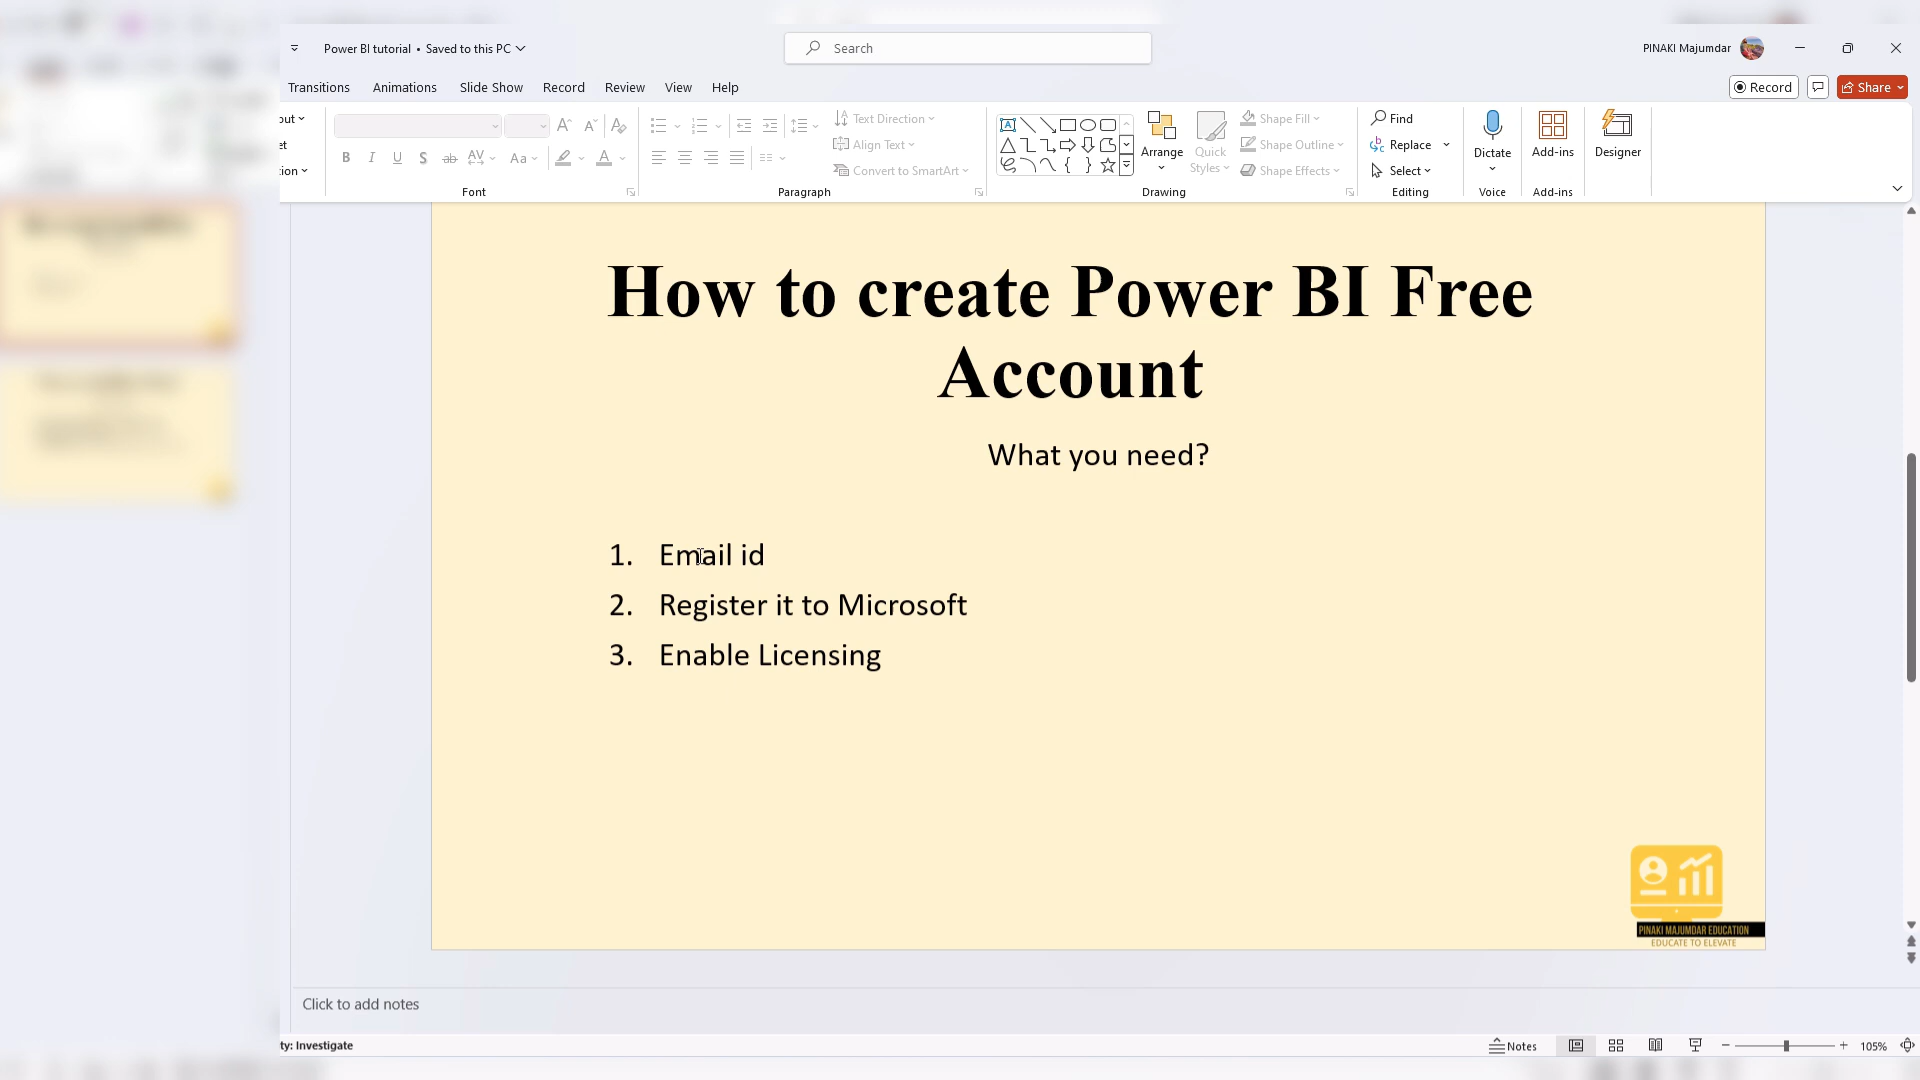 Power BI tutorial • Saved to this PC
Search
PINAKI Majumdar
Transitions
Animations
Slide Show
Record
Review
View
Help
Record
Share
Text Direction
Find
Shape Fill
Align Text
Arrange
Quick Styles
Shape Outline
Replace
Dictate
Add-ins
Designer
Convert to SmartArt
Shape Effects
Select
Font
Paragraph
Drawing
Editing
Voice
Add-ins
How to create Power BI Free
Account
What you need?
1. Email id
2. Register it to Microsoft
3. Enable Licensing
PINAKI MAJUMDAR EDUCATION
EDUCATE TO ELEVATE
Click to add notes
ty: Investigate
Notes
105%